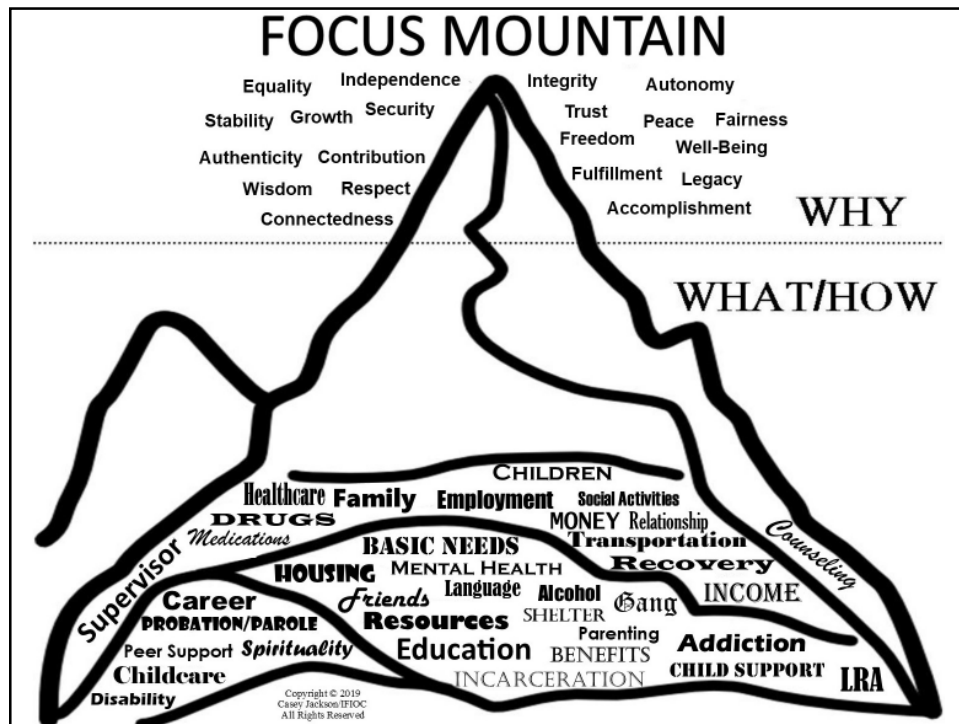 FOCUS MOUNTAIN
Equality Independence Integrity Autonomy
Stability Growth Security Trust Peace Fairness
Freedom Well-Being
Authenticity Contribution Fulfillment Legacy
Wisdom Respect Accomplishment
Connectedness
WHY
WHAT/HOW
CHILDREN
Healthcare Family Employment Social Activities
DRUGS MONEY Relationship
Medications BASIC NEEDS Transportation Counseling
Supervisor HOUSING MENTAL HEALTH Recovery
Career Friends Language Alcohol Gang INCOME
PROBATION/PAROLE Resources SHELTER
Peer Support Spirituality Education Parenting Addiction
Childcare BENEFITS CHILD SUPPORT LRA
Disability INCARCERATION
Copyright © 2019
Casey Jackson/IFIOC
All Rights Reserved